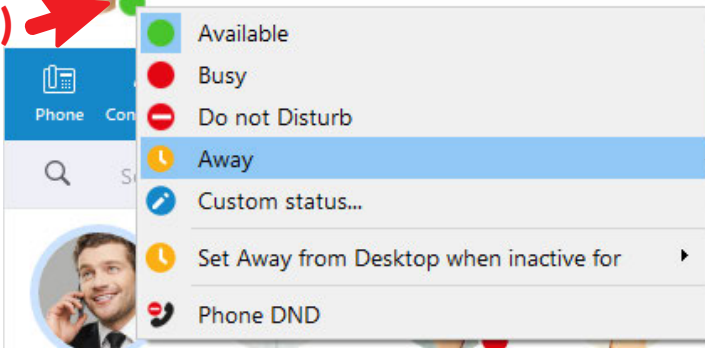 )
Available
Busy
Phone
Do not Disturb
Away
Custom status...
Set Away from Desktop when inactive for
Phone DND